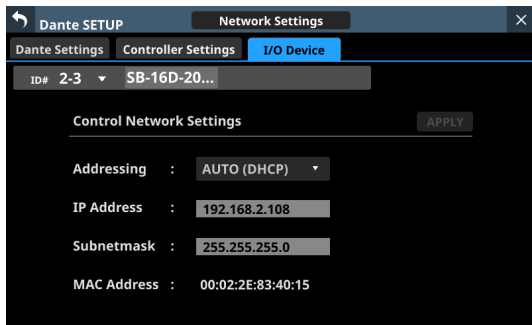 Dante SETUP Network Settings
Dante Settings Controller Settings I/O Device
ID# 2-3 SB-16D-20...
Control Network Settings APPLY
Addressing : AUTO (DHCP)
IP Address : 192.168.2.108
Subnetmask : 255.255.255.0
MAC Address : 00:02:2E:83:40:15